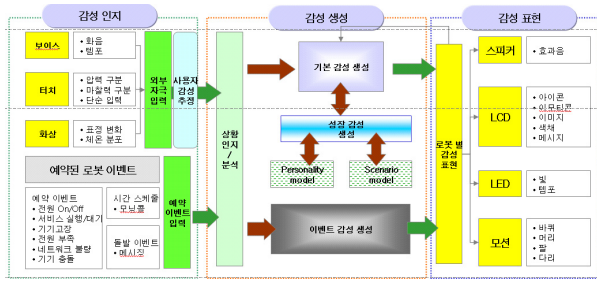 감성 인지
감성 생성
감성 표현
보이스
• 화음
• 템포
터치
• 압력 구분
• 마찰력 구분
• 단순 입력
화상
• 표정 변화
• 체온 분포
외부
자극
입력
사용자
감성
추정
예약된 로봇 이벤트
예약 이벤트
• 전원 On/Off
• 서비스 실행/대기
• 기기고장
• 전원 부족
• 네트워크 불량
• 기기 충돌
시간 스케줄
• 모닝콜
돌발 이벤트
• 메시징
예약
이벤트
입력
상황
인지
/
분석
기본 감성 생성
성장 감성
생성
Personality
model
Scenario
model
이벤트 감성 생성
로봇 별
감성
표현
스피커
• 효과음
LCD
• 아이콘
• 이모티콘
• 이미지
• 색채
• 메시지
LED
• 빛
• 템포
모션
• 바퀴
• 머리
• 팔
• 다리